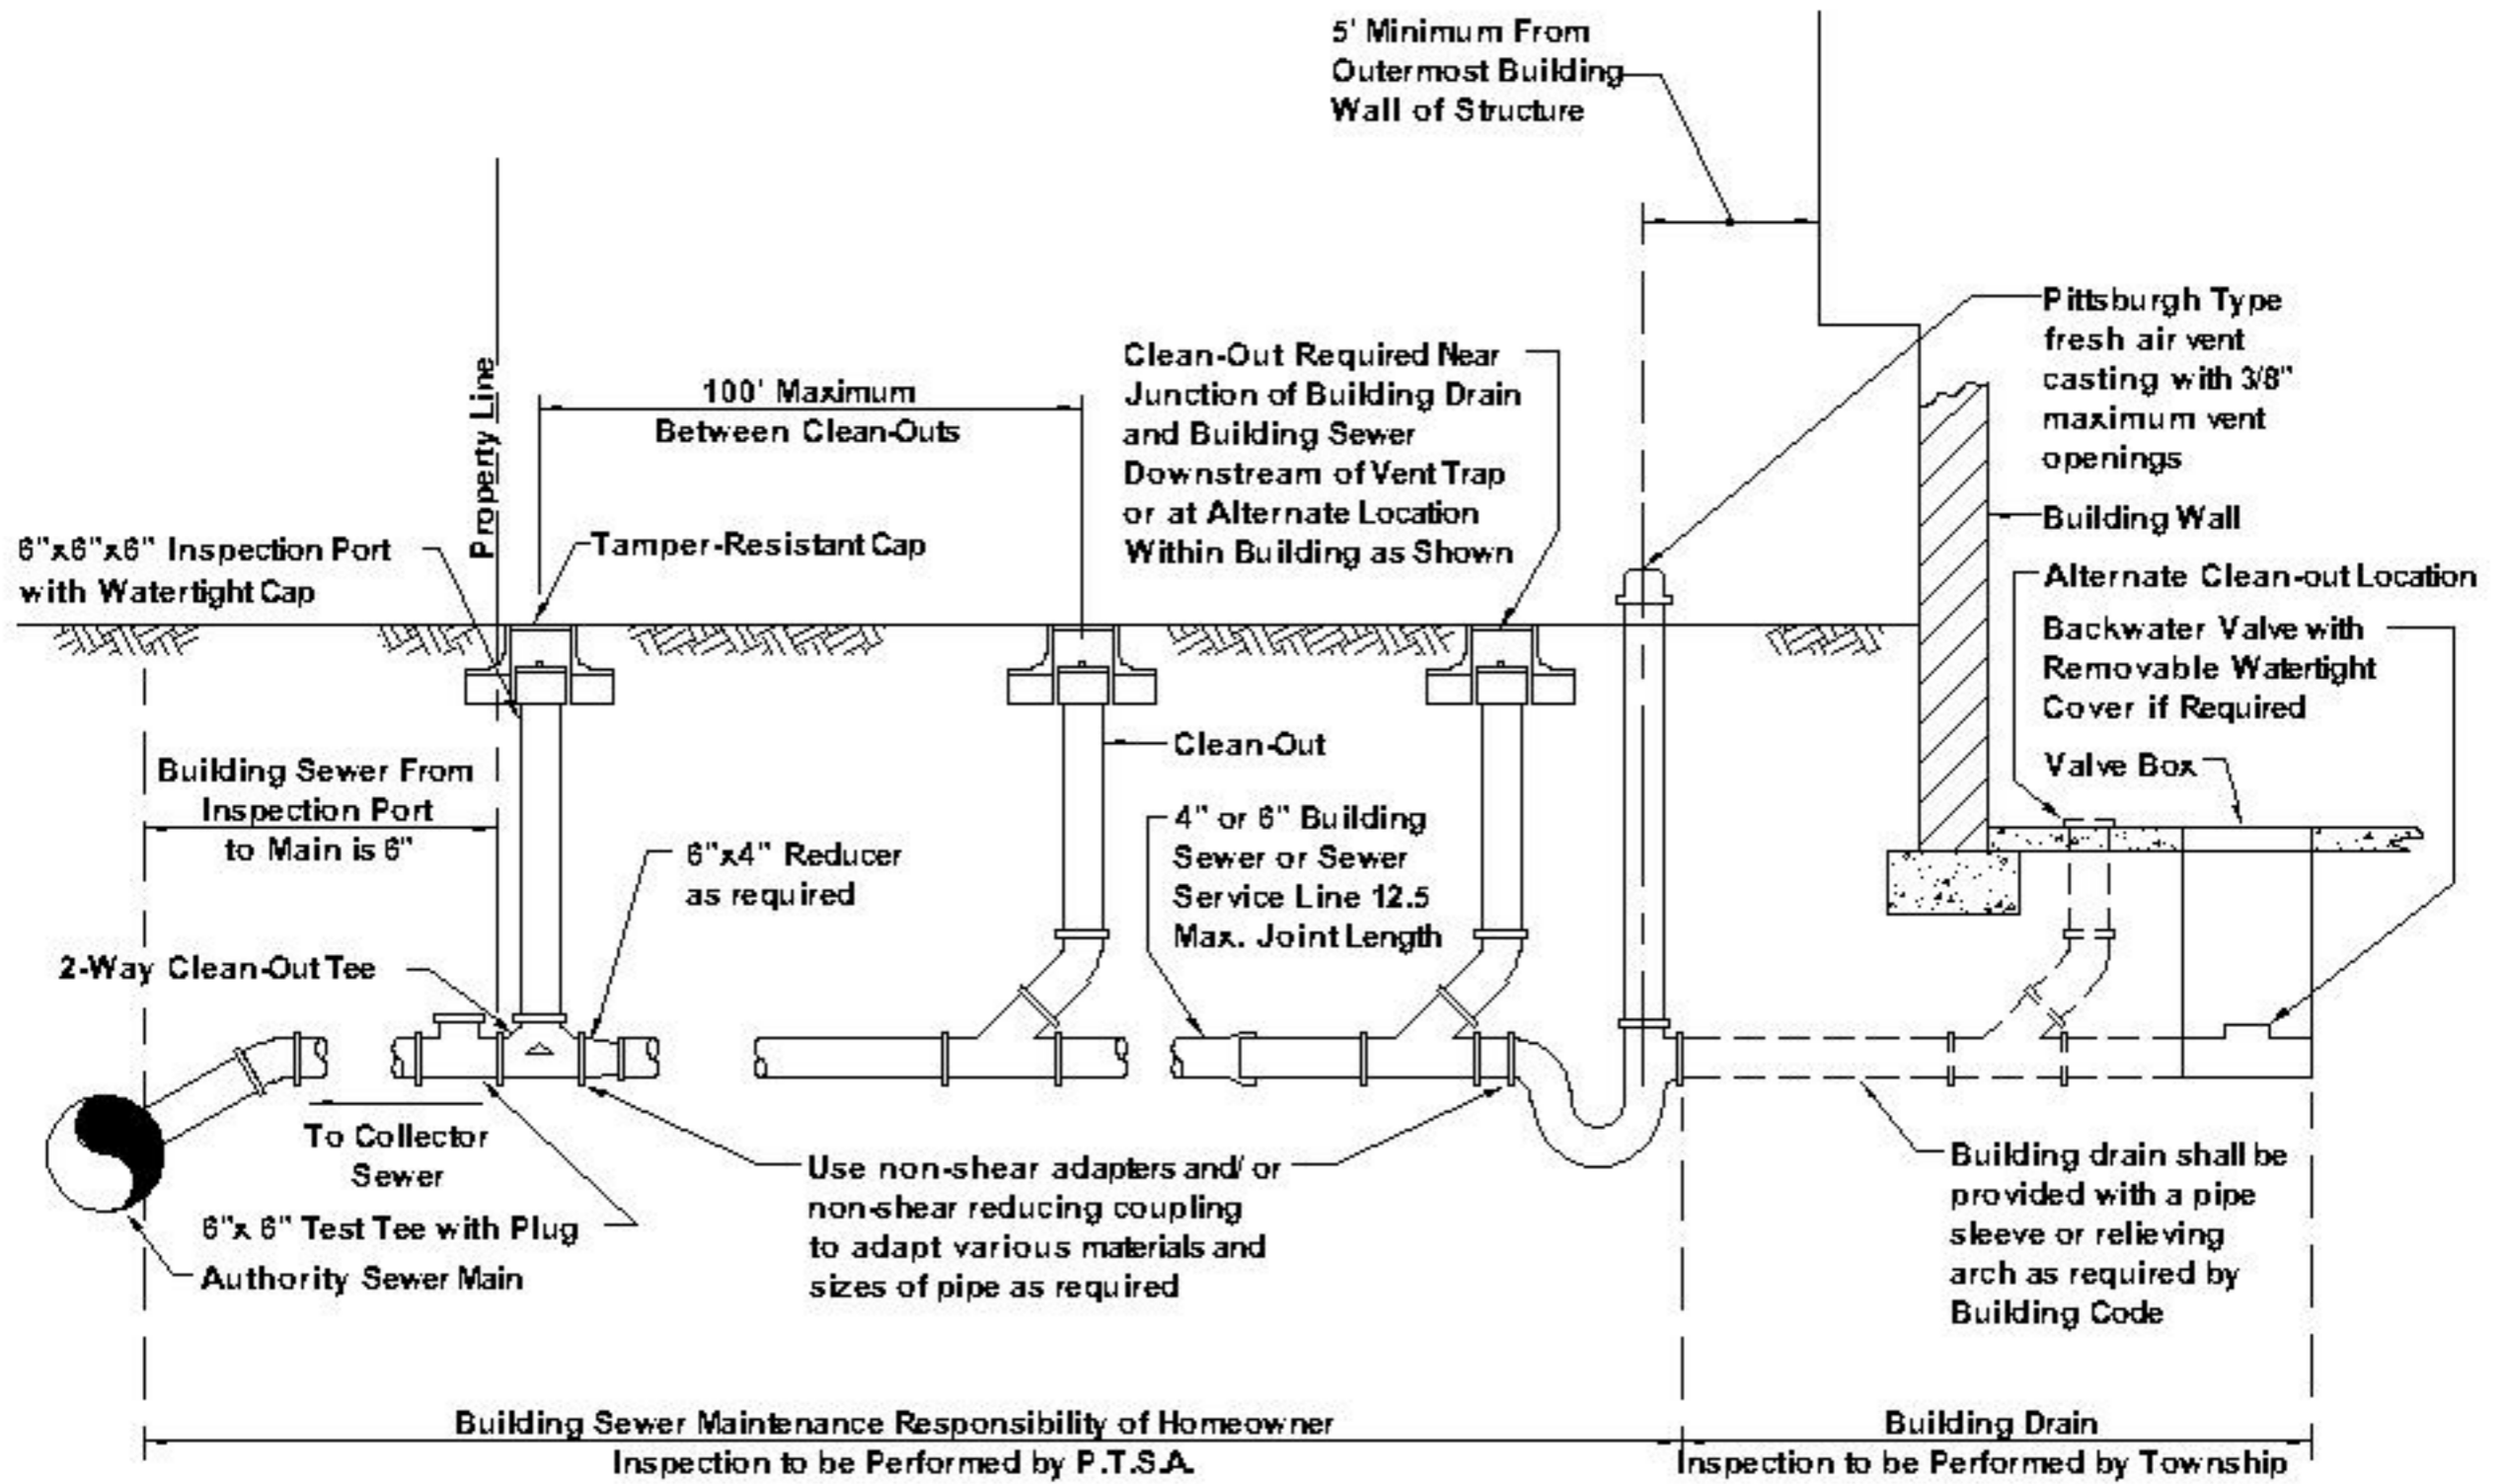 5' Minimum From
Outermost Building
Wall of Structure
Pittsburgh Type
fresh air vent
casting with 3/8"
maximum vent
openings
Clean-Out Required Near
Junction of Building Drain
and Building Sewer
Downstream of Vent Trap
or at Alternate Location
Within Building as Shown
100' Maximum
Between Clean-Outs
Property Line
Building Wall
6"x6"x6" Inspection Port
with Watertight Cap
Tamper-Resistant Cap
Alternate Clean-out Location
Backwater Valve with
Removable Watertight
Cover if Required
Valve Box
Clean-Out
Building Sewer From
Inspection Port
to Main is 6"
4" or 6" Building
Sewer or Sewer
Service Line 12.5
Max. Joint Length
6"x4" Reducer
as required
2-Way Clean-Out Tee
To Collector
Sewer
Use non-shear adapters and/ or
non-shear reducing coupling
to adapt various materials and
sizes of pipe as required
Building drain shall be
provided with a pipe
sleeve or relieving
arch as required by
Building Code
6"x 6" Test Tee with Plug
Authority Sewer Main
Building Sewer Maintenance Responsibility of Homeowner
Inspection to be Performed by P.T.S.A.
Building Drain
Inspection to be Performed by Township